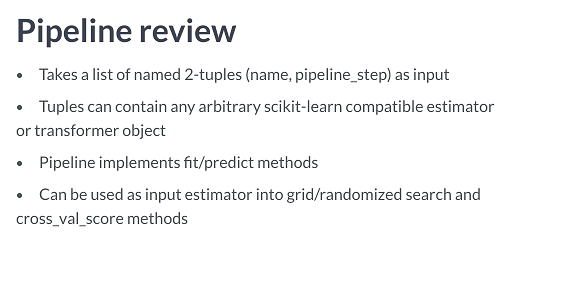 Pipeline review
• Takes a list of named 2-tuples (name, pipeline_step) as input
• Tuples can contain any arbitrary scikit-learn compatible estimator
or transformer object
• Pipeline implements fit/predict methods
• Can be used as input estimator into grid/randomized search and
cross_val_score methods